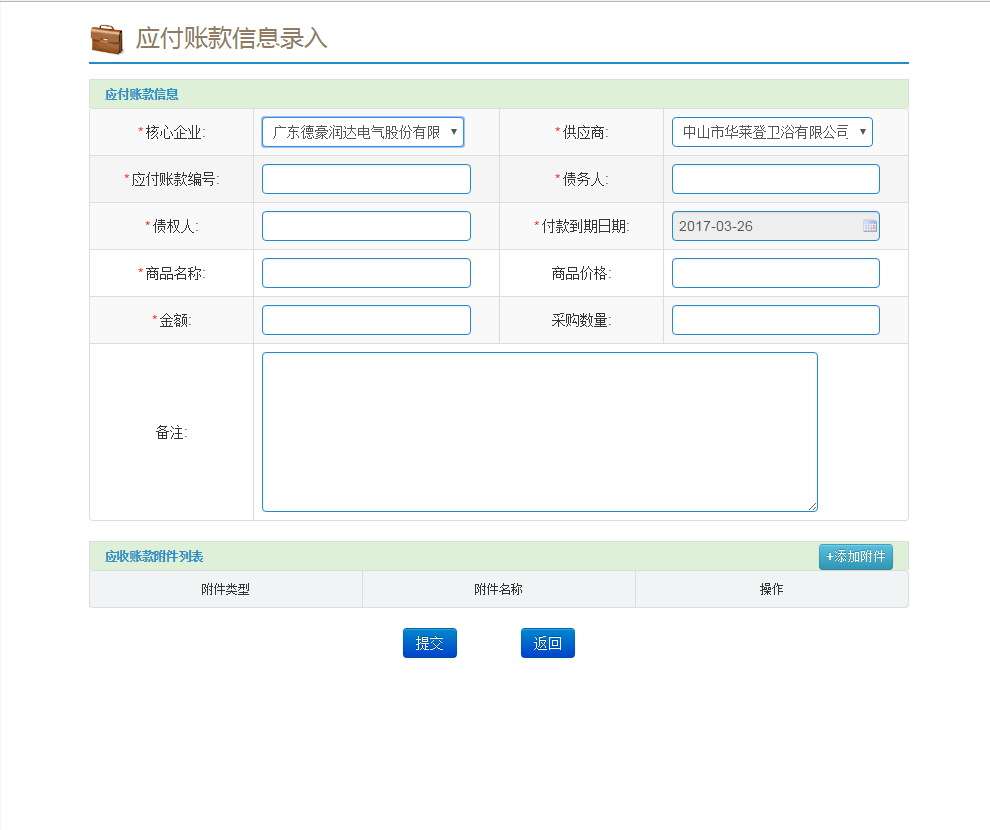 应付账款信息录入
应付账款信息
*核心企业: 广东德豪润达电气股份有限 *供应商: 中山市华莱登卫浴有限公司
*应付账款编号: *债务人:
*债权人: *付款到期日期: 2017-03-26
*商品名称: 商品价格:
*金额: 采购数量:
备注:
应收账款附件列表 +添加附件
附件类型 附件名称 操作
提交 返回